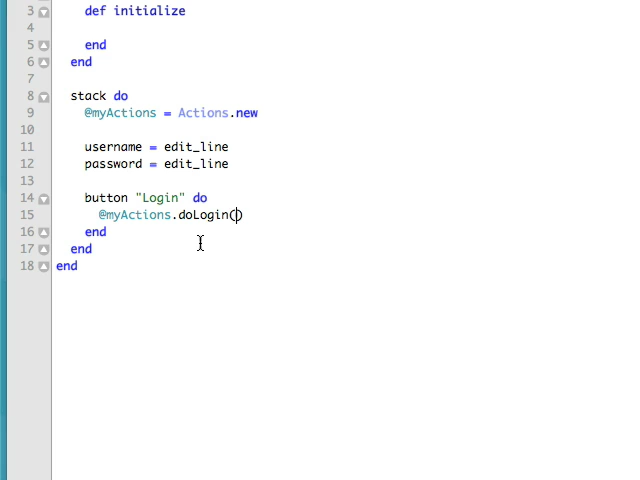 3 def initialize
4
5 end
6 end
7
8 stack do
9 @myActions = Actions.new
10
11 username = edit_line
12 password = edit_line
13
14 button "Login" do
15 @myActions.doLogin()
16 end
17 end
18 end